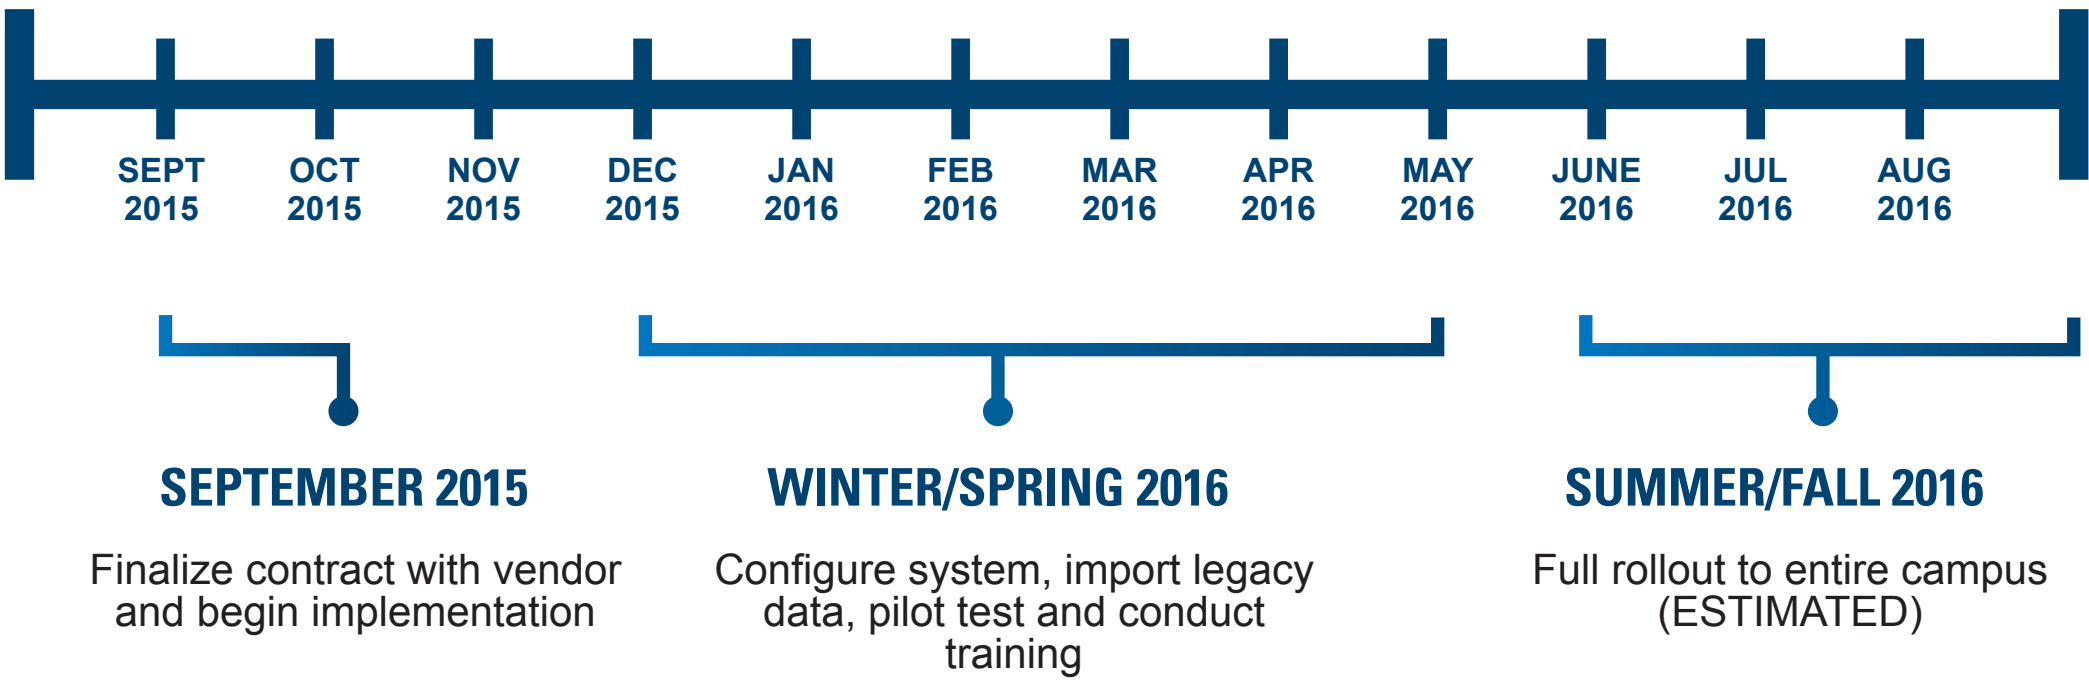 SEPT
2015
OCT
2015
NOV
2015
DEC
2015
JAN
2016
FEB
2016
MAR
2016
APR
2016
MAY
2016
JUNE
2016
JUL
2016
AUG
2016
SEPTEMBER 2015
Finalize contract with vendor
and begin implementation
WINTER/SPRING 2016
Configure system, import legacy
data, pilot test and conduct
training
SUMMER/FALL 2016
Full rollout to entire campus
(ESTIMATED)